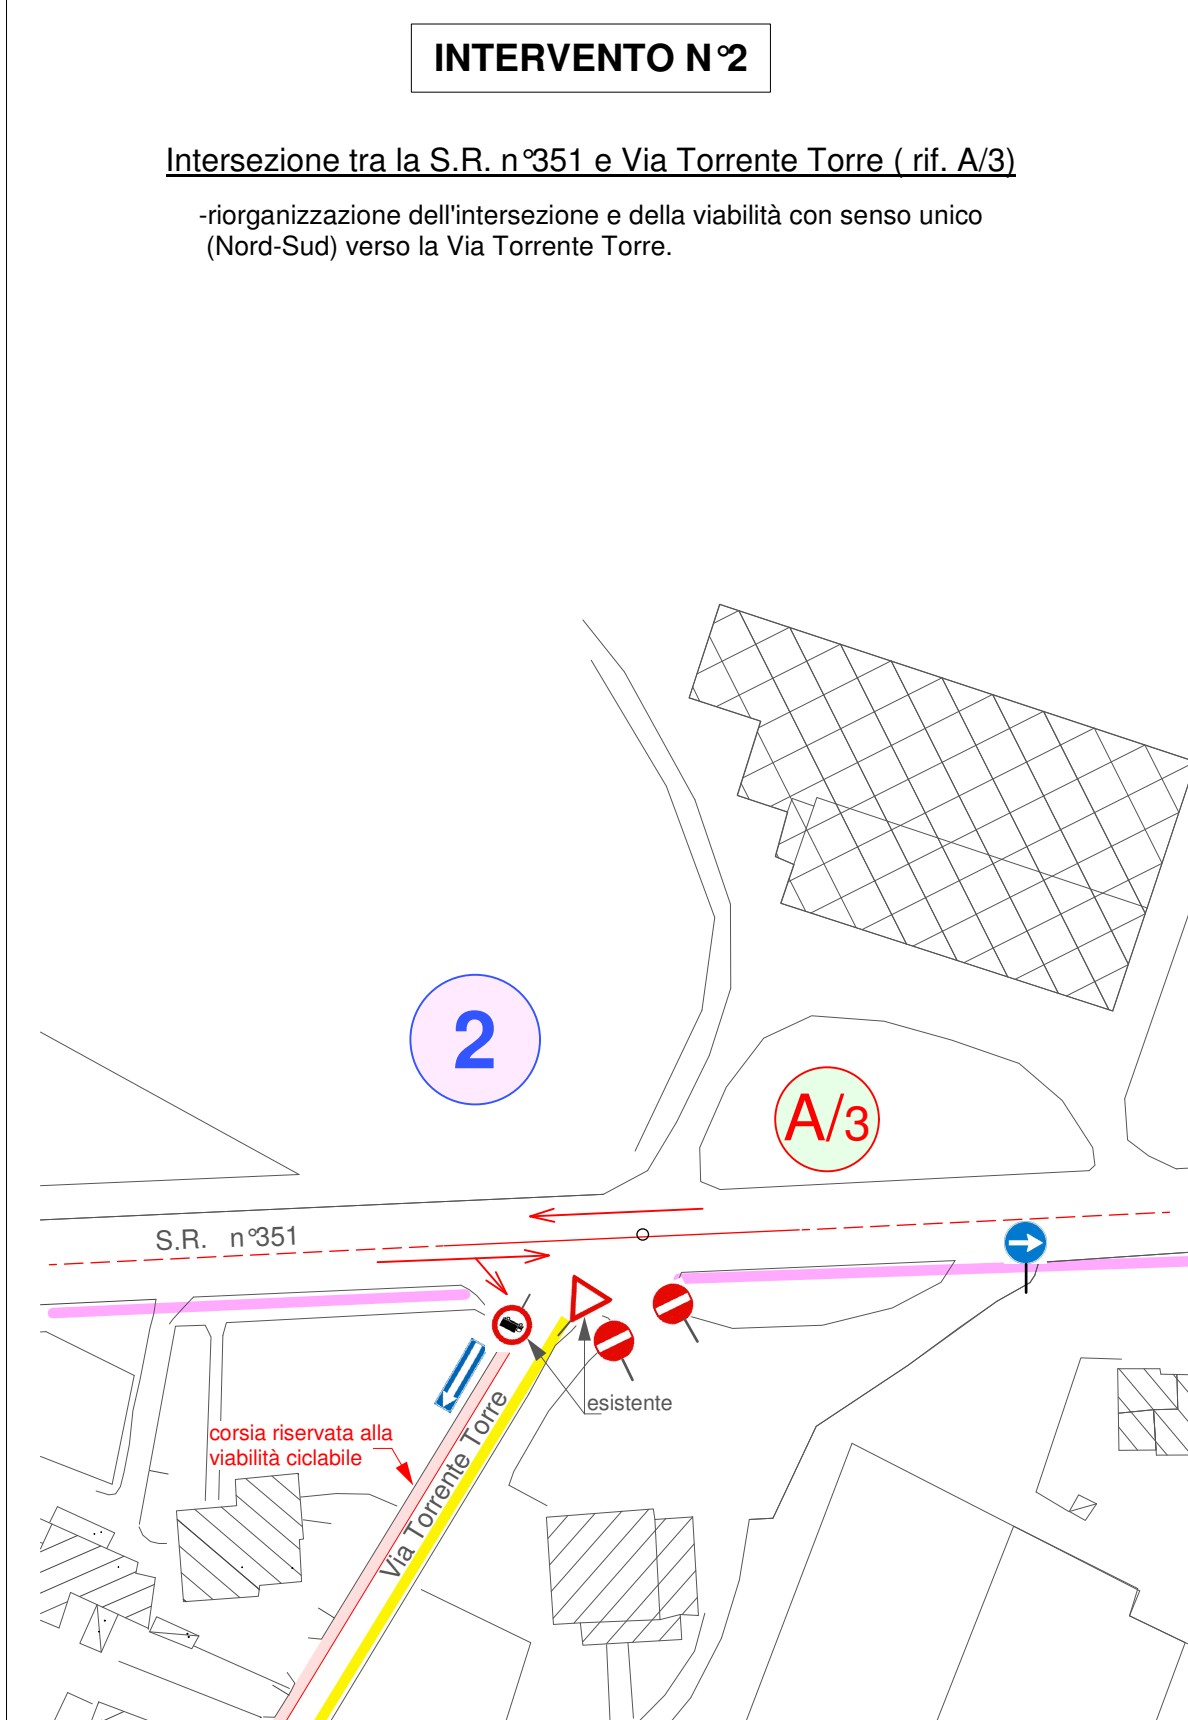 INTERVENTO N°2
Intersezione tra la S.R. n°351 e Via Torrente Torre ( rif. A/3)
-riorganizzazione dell'intersezione e della viabilità con senso unico
(Nord-Sud) verso la Via Torrente Torre.
2
A/3
S.R. n°351
esistente
corsia riservata alla
viabilità ciclabile
Via Torrente Torre